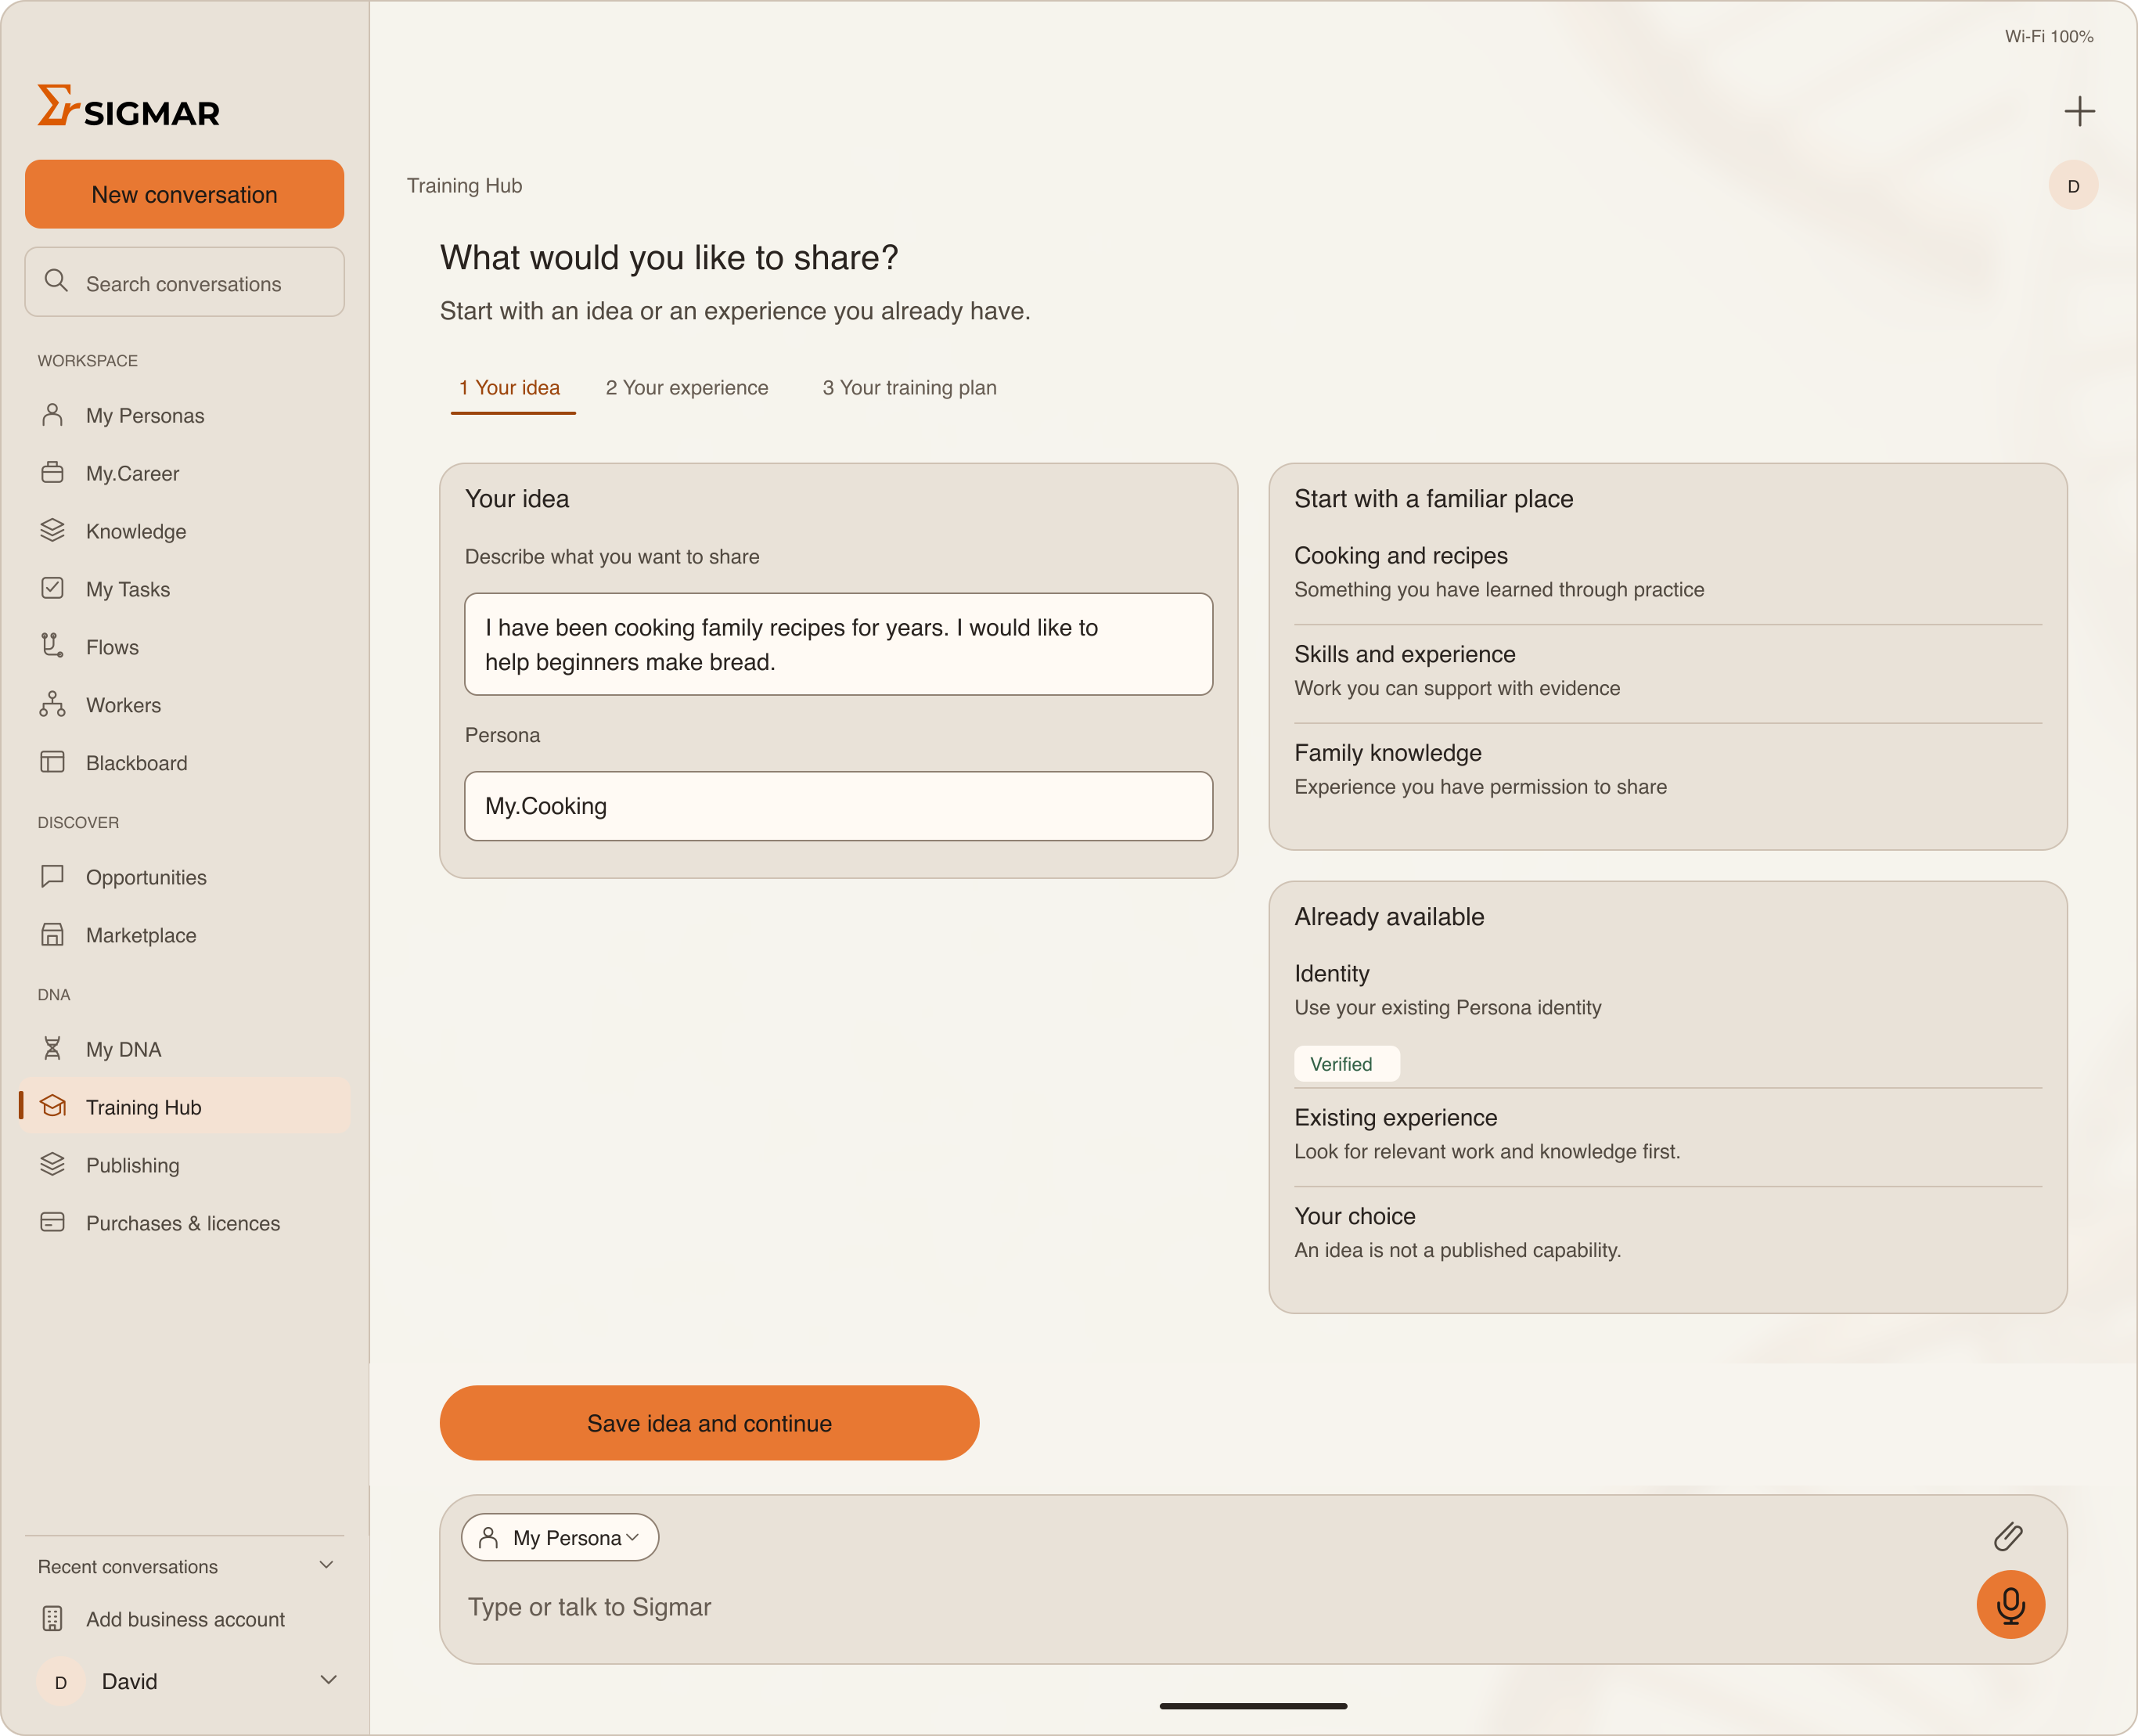 Wi-Fi 100%
Σr SIGMAR
New conversation
Search conversations
WORKSPACE
My Personas
My.Career
Knowledge
My Tasks
Flows
Workers
Blackboard
DISCOVER
Opportunities
Marketplace
DNA
My DNA
Training Hub
Publishing
Purchases & licences
Recent conversations
Add business account
D
David
Training Hub
D
What would you like to share?
Start with an idea or an experience you already have.
1 Your idea
2 Your experience
3 Your training plan
Your idea
Describe what you want to share
I have been cooking family recipes for years. I would like to
help beginners make bread.
Persona
My.Cooking
Start with a familiar place
Cooking and recipes
Something you have learned through practice
Skills and experience
Work you can support with evidence
Family knowledge
Experience you have permission to share
Already available
Identity
Use your existing Persona identity
Verified
Existing experience
Look for relevant work and knowledge first.
Your choice
An idea is not a published capability.
Save idea and continue
My Persona
Type or talk to Sigmar